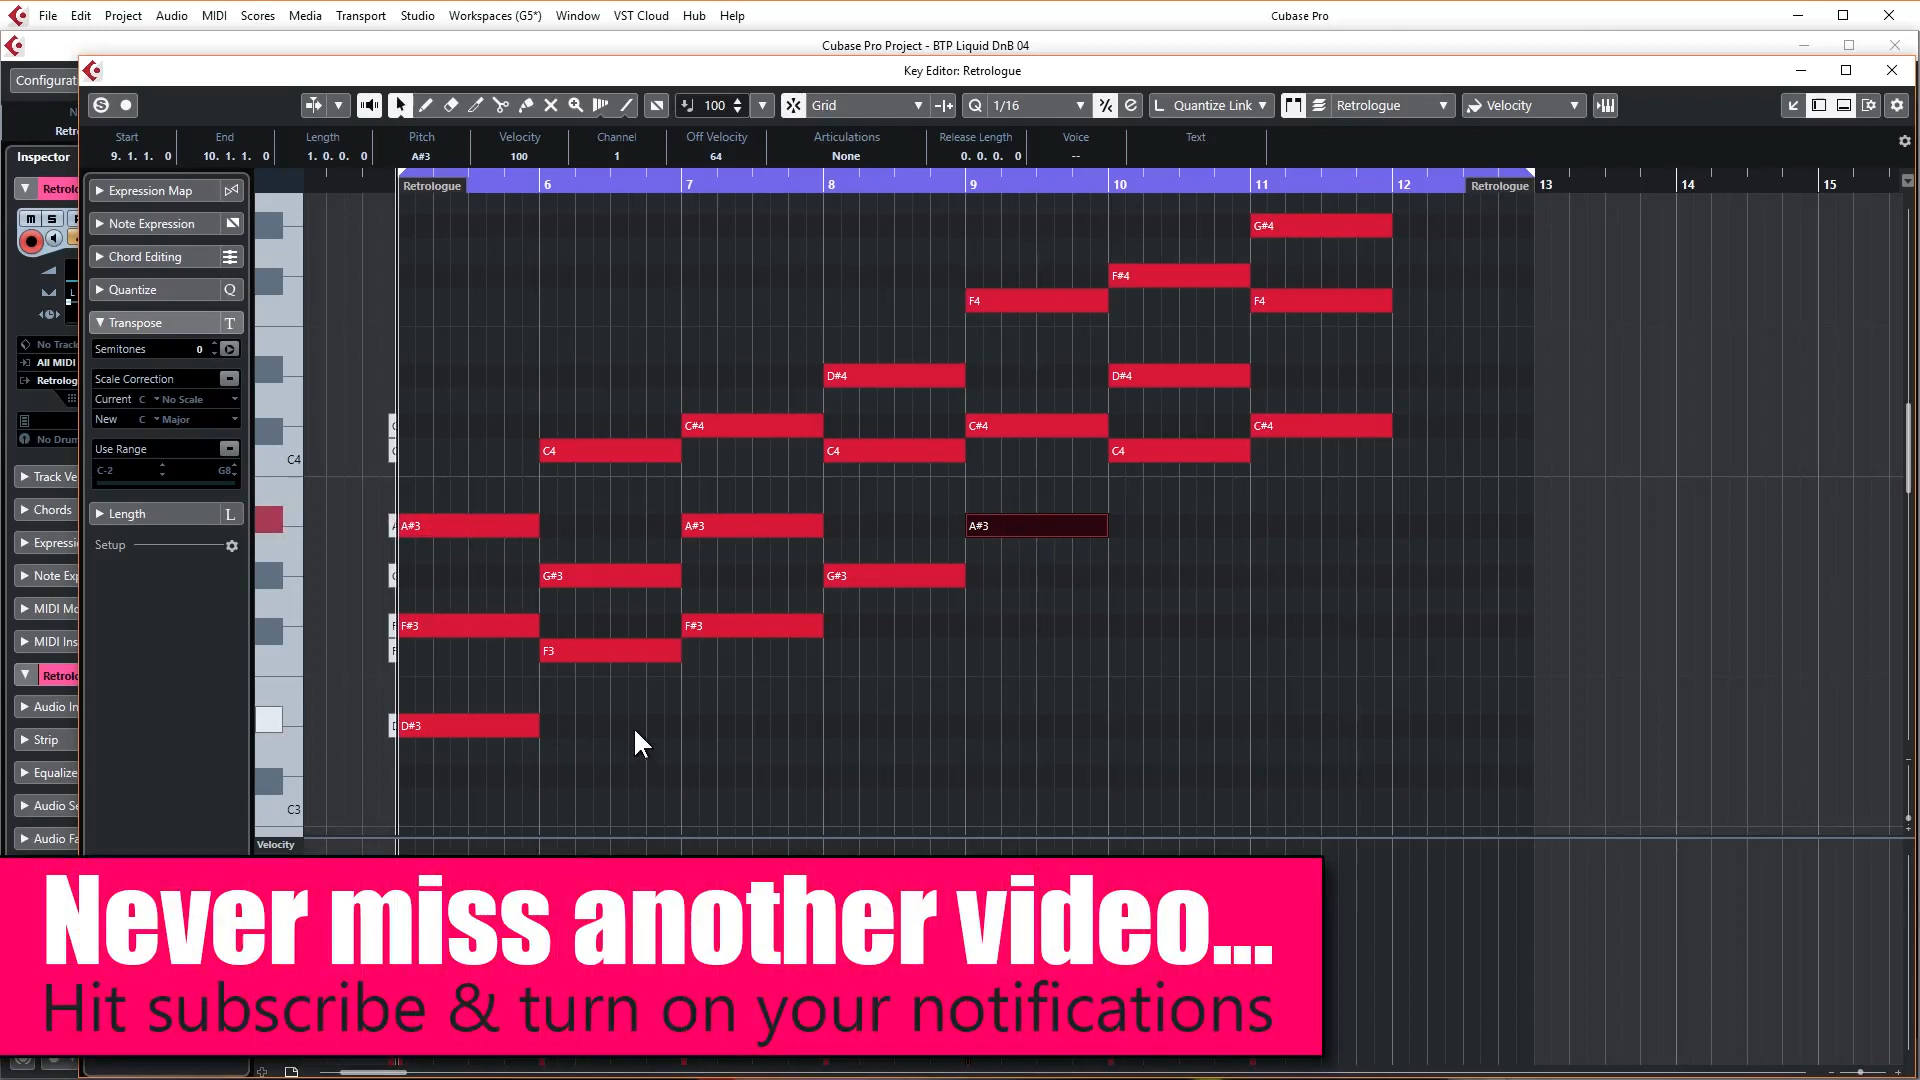 File Edit Project Audio MIDI Scores Media Transport Studio Workspaces (G5*) Window VST Cloud Hub Help Cubase Pro
Cubase Pro Project - BTP Liquid DnB 04
Key Editor: Retrologue
Configurat
100 Grid 1/16 Quantize Link Retrologue Velocity
Start End Length Pitch Velocity Channel Off Velocity Articulations Release Length Voice Text
9. 1. 1. 0 10. 1. 1. 0 1. 0. 0. 0 A#3 100 1 64 None 0. 0. 0. 0 --
Inspector
Retrologue 6 7 8 9 10 11 12 Retrologue 13 14 15
Expression Map
Note Expression
Chord Editing
Quantize Q
Transpose T
Semitones 0
Scale Correction
Current C No Scale
New C Major
Use Range
C-2 G8
Length L
Setup
Retrol
M S
L
No Track
All MIDI
Retrolog
No Drum
Track Ve
Chords
Expressi
Note Exp
MIDI Mo
MIDI Ins
Retrolo
Audio In
Strip
Equalize
Audio Se
Audio Fa
G#4
F#4
F4 F4
D#4 D#4
C#4 C#4 C#4
C4 C4 C4 C4
A#3 A#3 A#3
G#3 G#3
F#3 F#3
F3
D#3
C3
Velocity
Never miss another video...
Hit subscribe & turn on your notifications